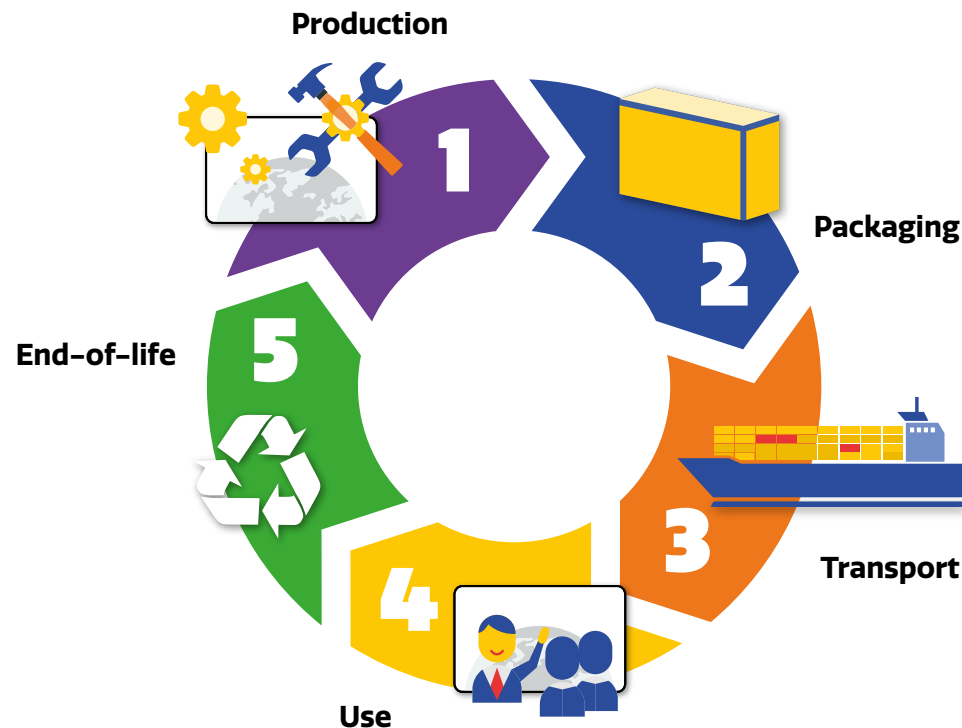 Production
1
2
Packaging
5
End-of-life
3
Transport
4
Use